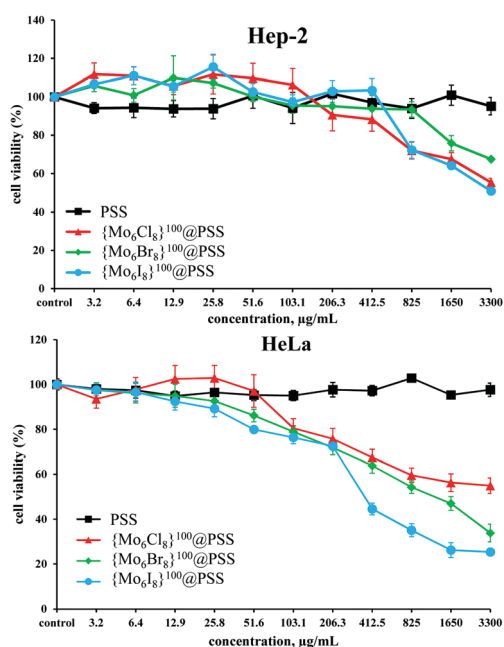 Hep-2
140
120
100
80
60
40
20
0
cell viability (%)
PSS
{Mo₆Cl₈}¹⁰⁰@PSS
{Mo₆Br₈}¹⁰⁰@PSS
{Mo₆I₈}¹⁰⁰@PSS
control 3.2 6.4 12.9 25.8 51.6 103.1 206.3 412.5 825 1650 3300
concentration, µg/mL
HeLa
120
100
80
60
40
20
0
cell viability (%)
PSS
{Mo₆Cl₈}¹⁰⁰@PSS
{Mo₆Br₈}¹⁰⁰@PSS
{Mo₆I₈}¹⁰⁰@PSS
control 3.2 6.4 12.9 25.8 51.6 103.1 206.3 412.5 825 1650 3300
concentration, µg/mL